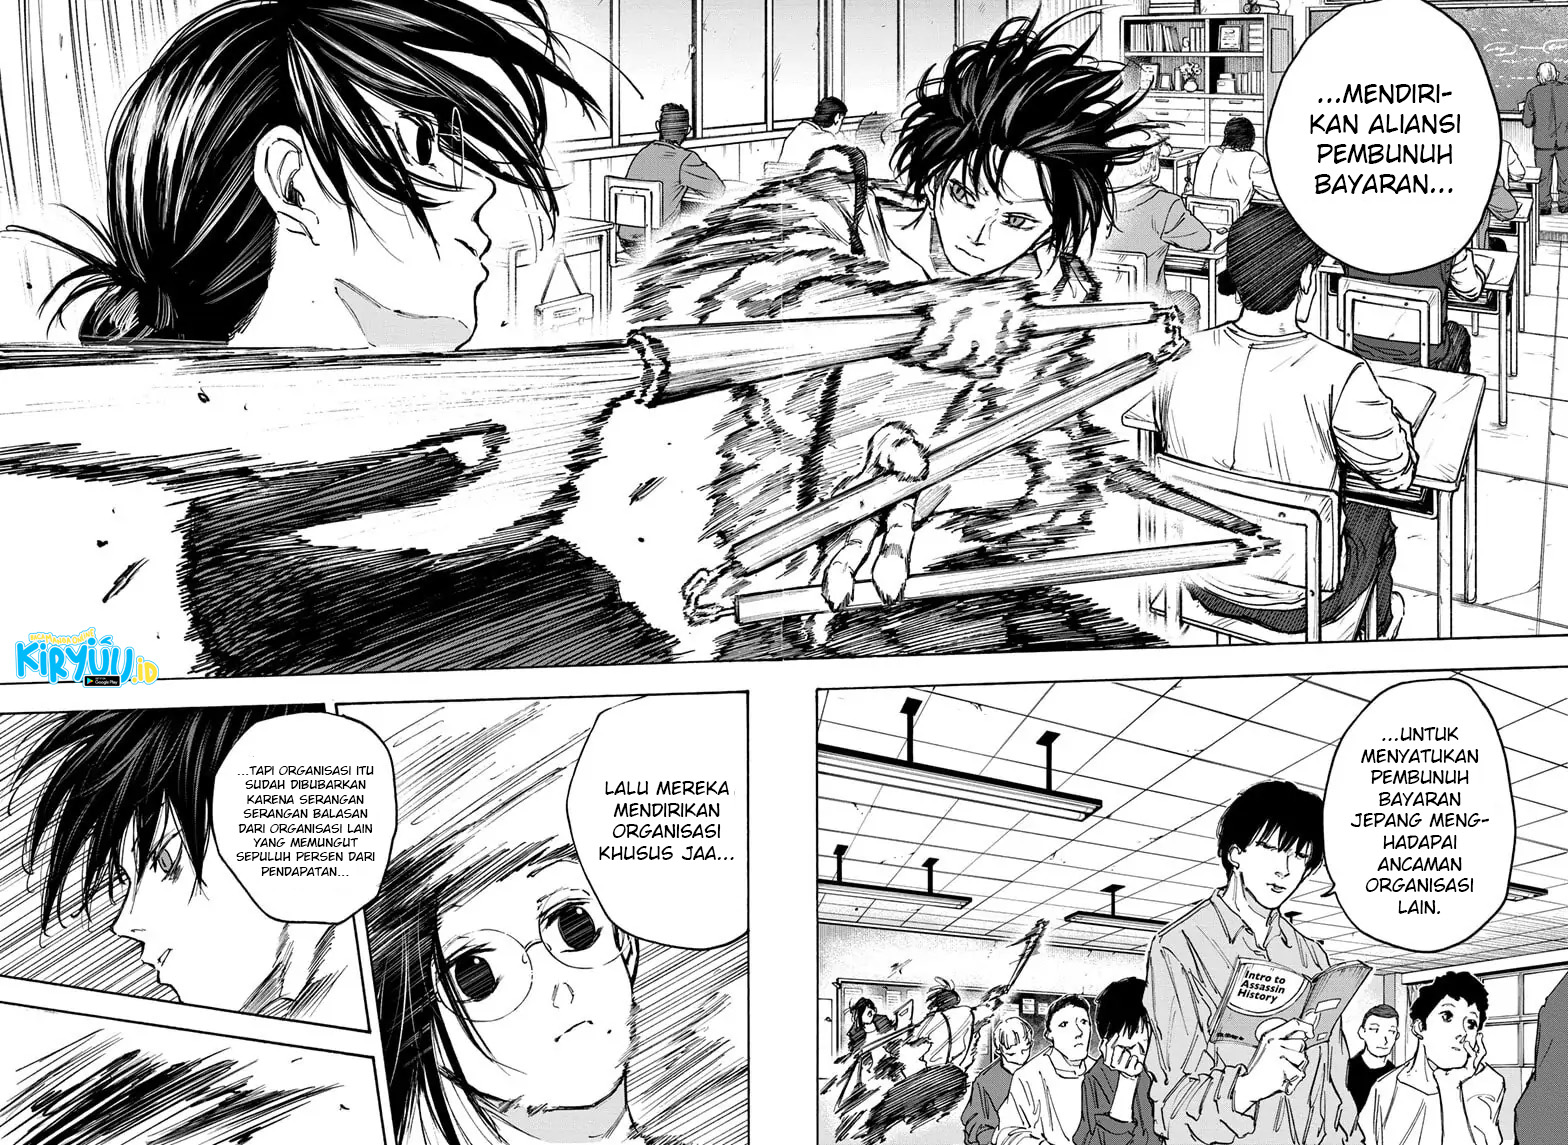 ...MENDIRI-
KAN ALIANSI
PEMBUNUH
BAYARAN...
...UNTUK
MENYATUKAN
PEMBUNUH
BAYARAN
JEPANG MENG-
HADAPAI
ANCAMAN
ORGANISASI
LAIN.
Intro to
Assassin
History
LALU MEREKA
MENDIRIKAN
ORGANISASI
KHUSUS JAA...
...TAPI ORGANISASI ITU
SUDAH DIBUBARKAN
KARENA SERANGAN
SERANGAN BALASAN
DARI ORGANISASI LAIN
YANG MEMUNGUT
SEPULUH PERSEN DARI
PENDAPATAN...
KIRYUU.ID
Google Play